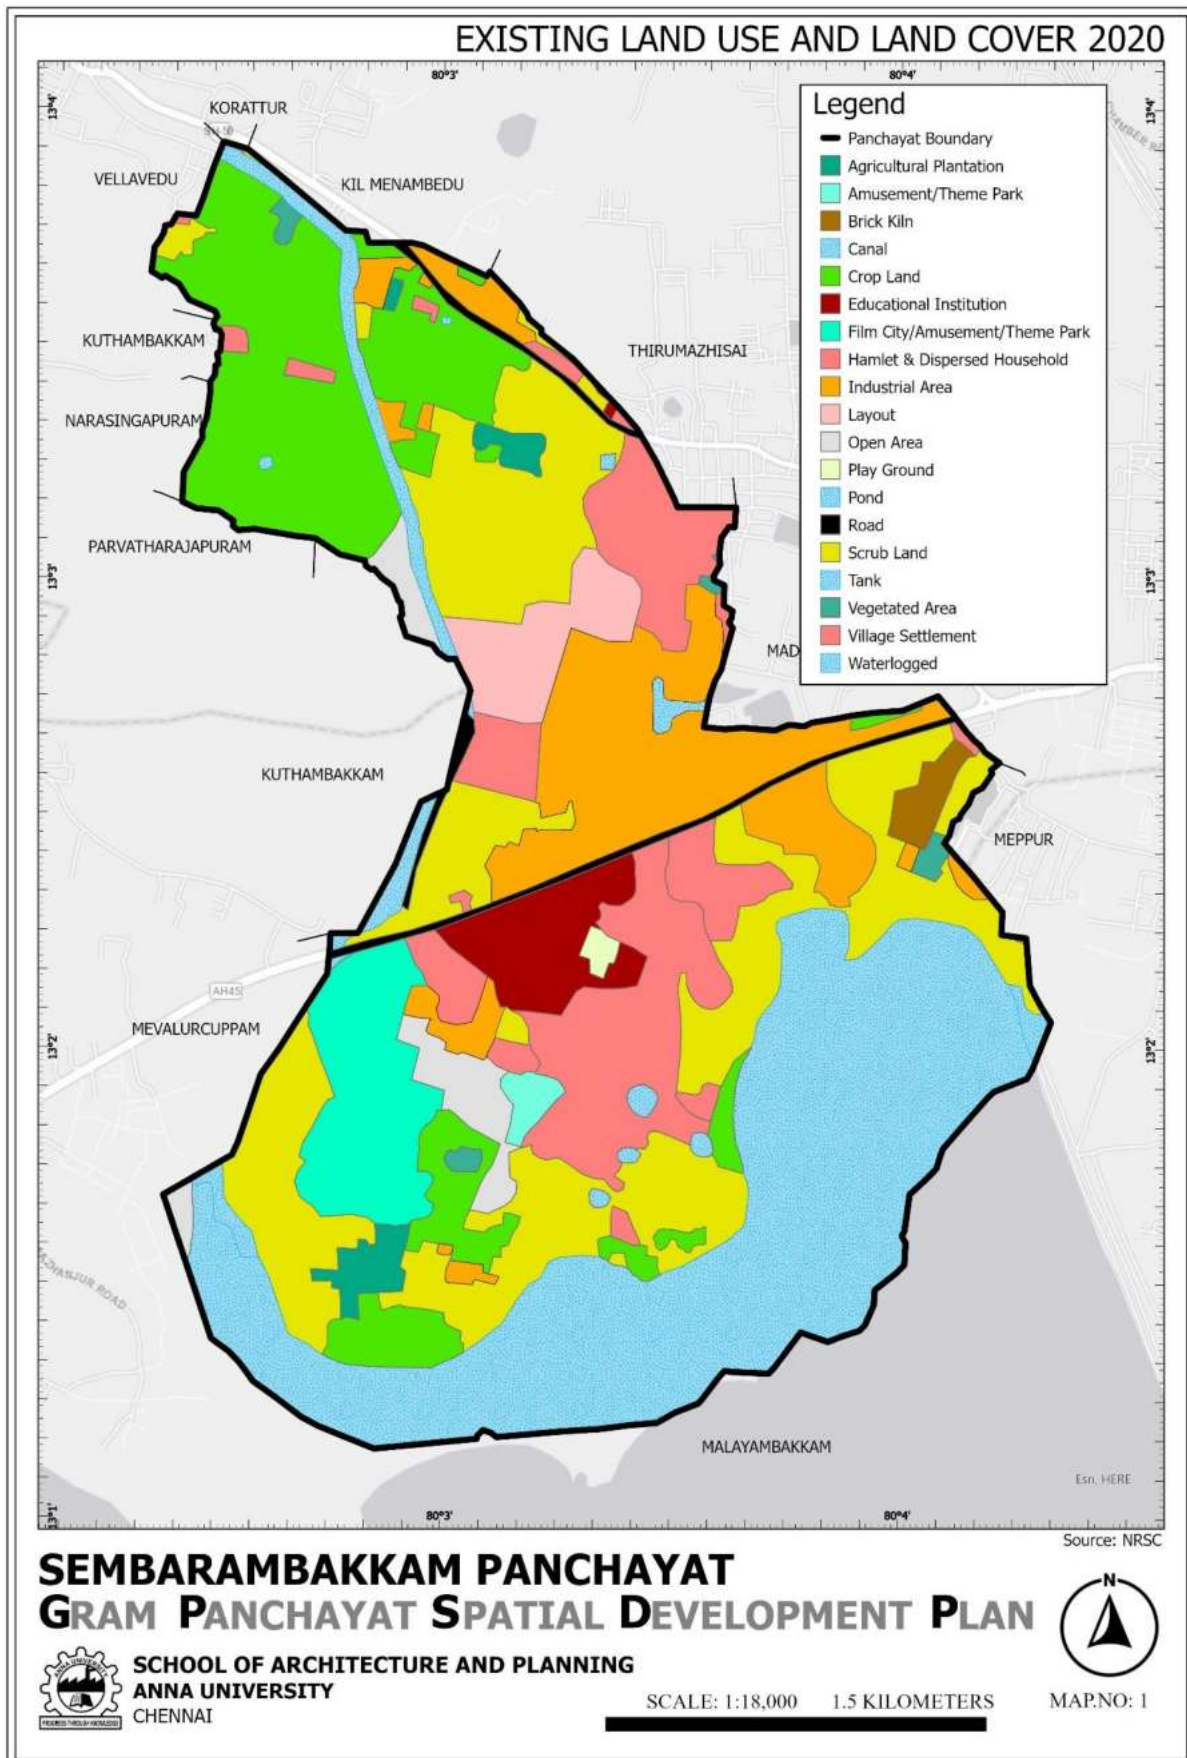 EXISTING LAND USE AND LAND COVER 2020
80°3'
80°4'
13°4'
13°4'
KORATTUR
VELLAVEDU
KIL MENAMBEDU
KUTHAMBAKKAM
NARASINGAPURAM
THIRUMAZHISAI
PARVATHARAJAPURAM
13°3'
13°3'
MAD
KUTHAMBAKKAM
MEPPUR
AH45
MEVALURCUPPAM
13°2'
13°2'
MALAYAMBAKKAM
Esri, HERE
13°1'
80°3'
80°4'
Legend
Panchayat Boundary
Agricultural Plantation
Amusement/Theme Park
Brick Kiln
Canal
Crop Land
Educational Institution
Film City/Amusement/Theme Park
Hamlet & Dispersed Household
Industrial Area
Layout
Open Area
Play Ground
Pond
Road
Scrub Land
Tank
Vegetated Area
Village Settlement
Waterlogged
Source: NRSC
SEMBARAMBAKKAM PANCHAYAT
GRAM PANCHAYAT SPATIAL DEVELOPMENT PLAN
N
ANNA UNIVERSITY
PROGRESS THROUGH KNOWLEDGE
SCHOOL OF ARCHITECTURE AND PLANNING
ANNA UNIVERSITY
CHENNAI
SCALE: 1:18,000 1.5 KILOMETERS
MAP.NO: 1